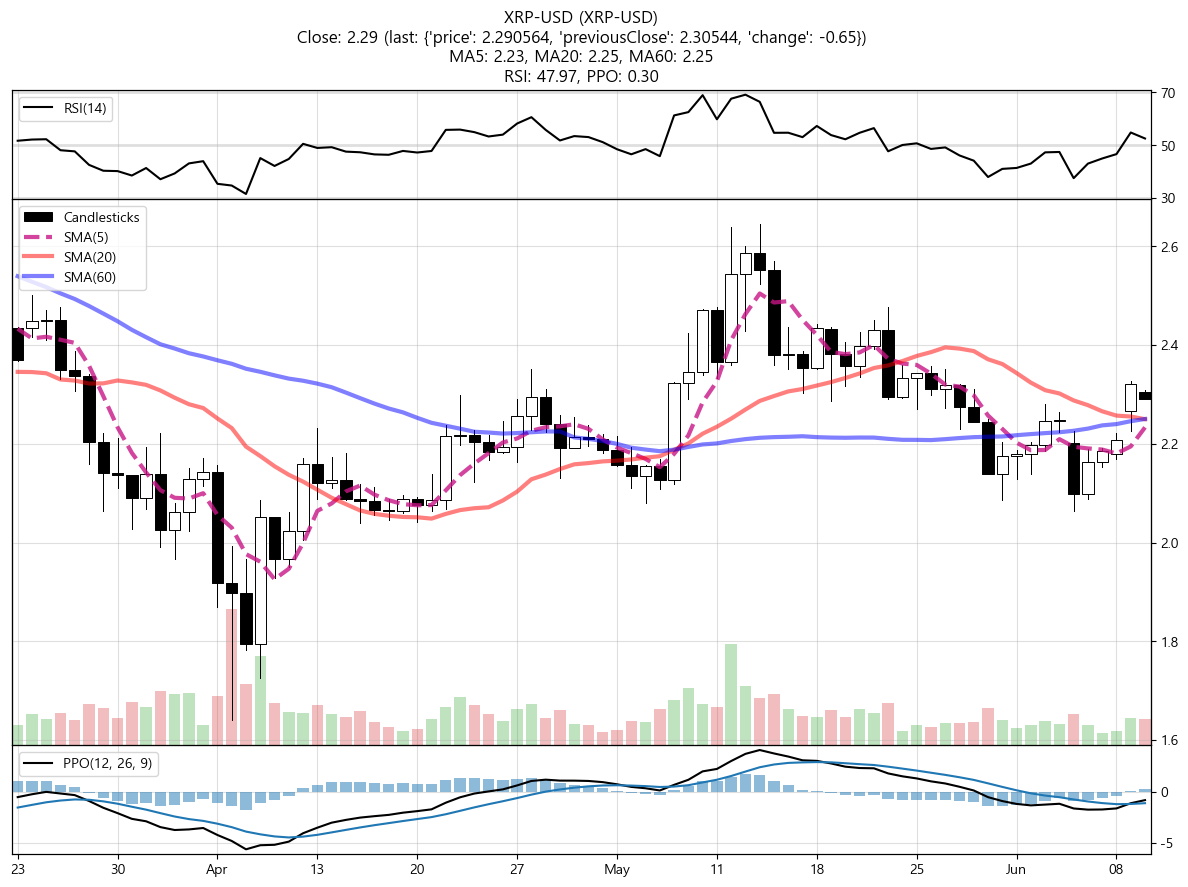 XRP-USD (XRP-USD)
Close: 2.29 (last: {'price': 2.290564, 'previousClose': 2.30544, 'change': -0.65})
MA5: 2.23, MA20: 2.25, MA60: 2.25
RSI: 47.97, PPO: 0.30
RSI(14)
70
50
30
Candlesticks
SMA(5)
SMA(20)
SMA(60)
2.6
2.4
2.2
2.0
1.8
1.6
PPO(12, 26, 9)
0
-5
23 30 Apr 13 20 27 May 11 18 25 Jun 08